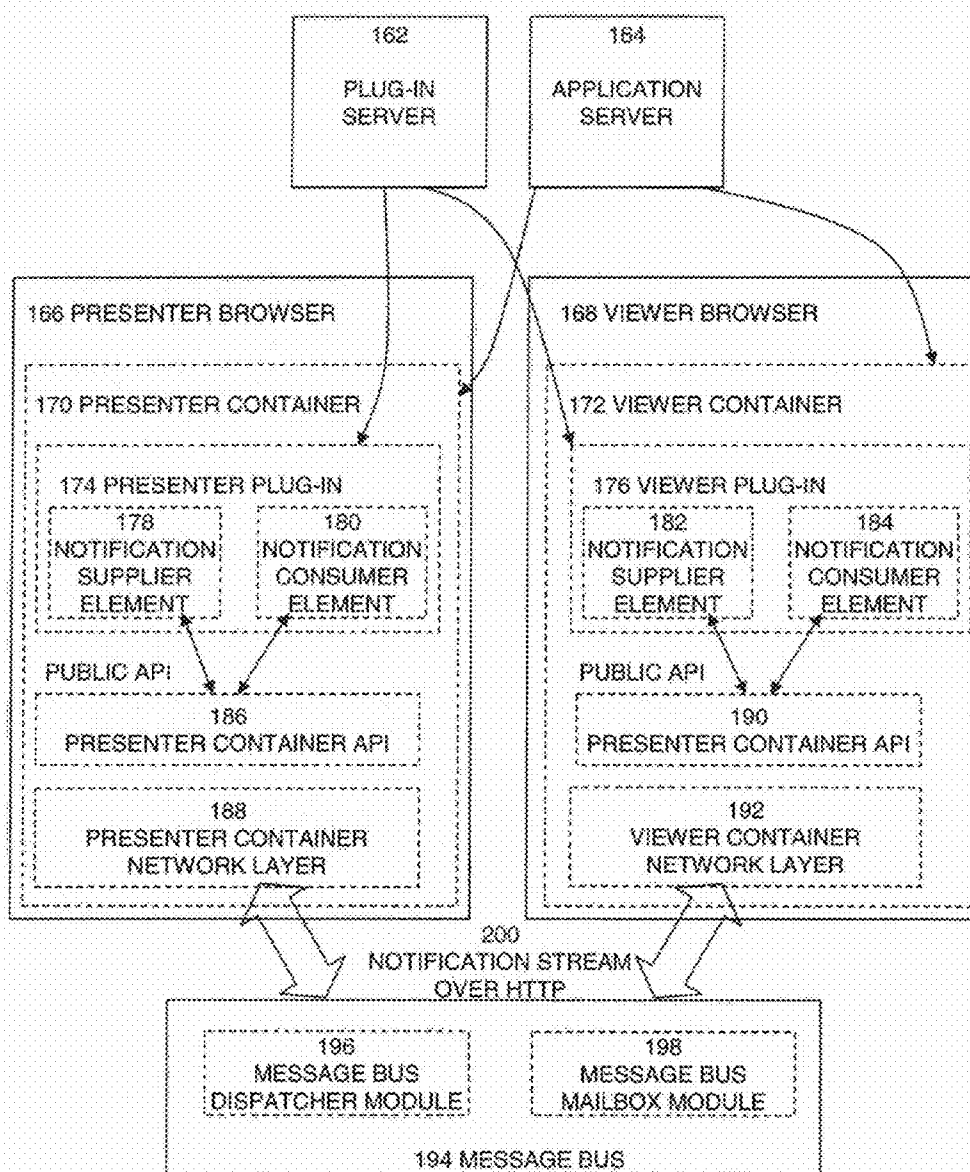 162
PLUG-IN
SERVER
164
APPLICATION
SERVER
166 PRESENTER BROWSER
170 PRESENTER CONTAINER
174 PRESENTER PLUG-IN
178
NOTIFICATION
SUPPLIER
ELEMENT
180
NOTIFICATION
CONSUMER
ELEMENT
PUBLIC API
186
PRESENTER CONTAINER API
188
PRESENTER CONTAINER
NETWORK LAYER
168 VIEWER BROWSER
172 VIEWER CONTAINER
176 VIEWER PLUG-IN
182
NOTIFICATION
SUPPLIER
ELEMENT
184
NOTIFICATION
CONSUMER
ELEMENT
PUBLIC API
190
PRESENTER CONTAINER API
192
VIEWER CONTAINER
NETWORK LAYER
200
NOTIFICATION STREAM
OVER HTTP
196
MESSAGE BUS
DISPATCHER MODULE
198
MESSAGE BUS
MAILBOX MODULE
194 MESSAGE BUS